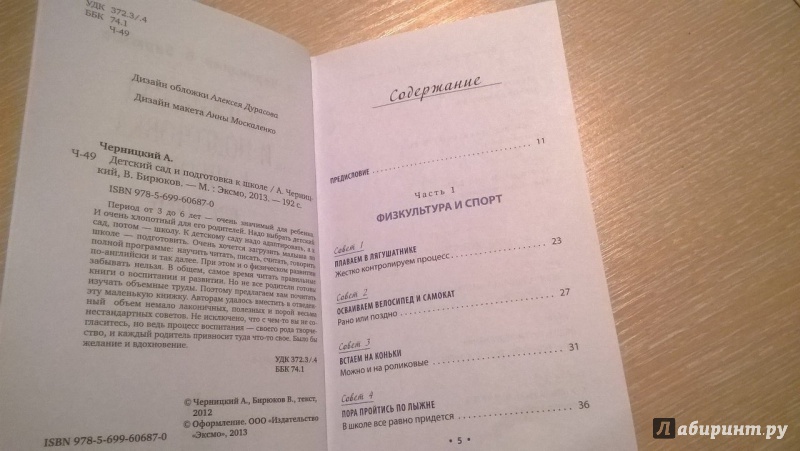 УДК 372.3/.4
ББК 74.1
Ч-49
Дизайн обложки Алексея Дурасова
Дизайн макета Анны Москаленко
Черницкий А.
Ч-49 Детский сад и подготовка к школе / А. Черниц-
кий, В. Бирюков. — М. : Эксмо, 2013. — 192 с.
ISBN 978-5-699-60687-0
Период от 3 до 6 лет — очень значимый для ребенка.
И очень хлопотный для его родителей. Надо выбрать детский
сад, потом — школу. К детскому саду надо адаптировать, а к
школе — подготовить. Очень хочется загрузить малыша по
полной программе: научить читать, писать, считать, говорить
по-английски и так далее. При этом и о физическом развитии
забывать нельзя. В общем, самое время читать правильные
книги о воспитании и развитии. Но не все родители готовы
изучать объемные труды. Поэтому предлагаем вам почитать
эту маленькую книжку. Авторам удалось вместить в отведен-
ный объем немало лаконичных, полезных и порой весьма
нестандартных советов. Не исключено, что с чем-то вы не со-
гласитесь, но ведь процесс воспитания — своего рода творче-
ство, и каждый родитель привносит туда что-то свое. Было бы
желание и вдохновение.
УДК 372.3/.4
ББК 74.1
© Черницкий А., Бирюков В., текст,
2012
© Оформление. ООО «Издательство
«Эксмо», 2013
ISBN 978-5-699-60687-0
Содержание
ПРЕДИСЛОВИЕ 11
Часть 1
ФИЗКУЛЬТУРА И СПОРТ
Совет 1
ПЛАВАЕМ В ЛЯГУШАТНИКЕ
Жестко контролируем процесс 23
Совет 2
ОСВАИВАЕМ ВЕЛОСИПЕД И САМОКАТ
Рано или поздно 27
Совет 3
ВСТАЕМ НА КОНЬКИ
Можно и на роликовые 31
Совет 4
ПОРА ПРОЙТИСЬ ПО ЛЫЖНЕ
В школе все равно придется 36
• 5 •
Лабиринт.ру